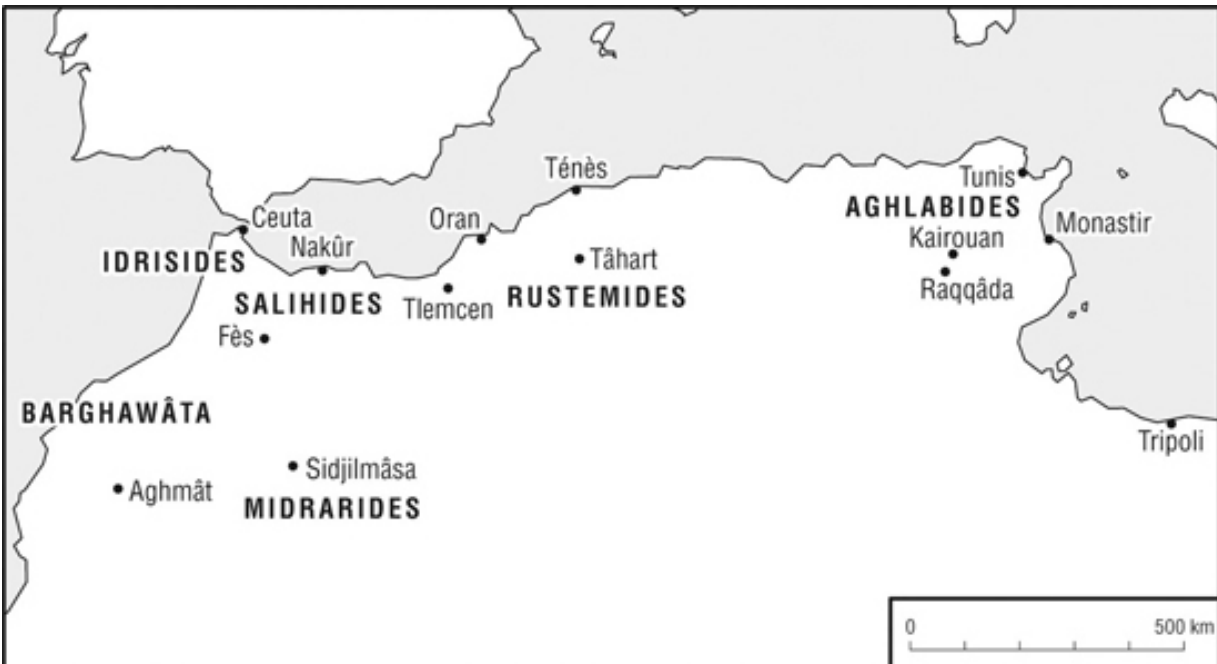 Ténès
Tunis
AGHLABIDES
Ceuta
Oran
Monastir
Nakûr
Kairouan
IDRISIDES
Tâhart
Raqqâda
SALIHIDES
Tlemcen
RUSTEMIDES
Fès
BARGHAWÂTA
Tripoli
Sidjilmâsa
Aghmât
MIDRARIDES
0 500 km